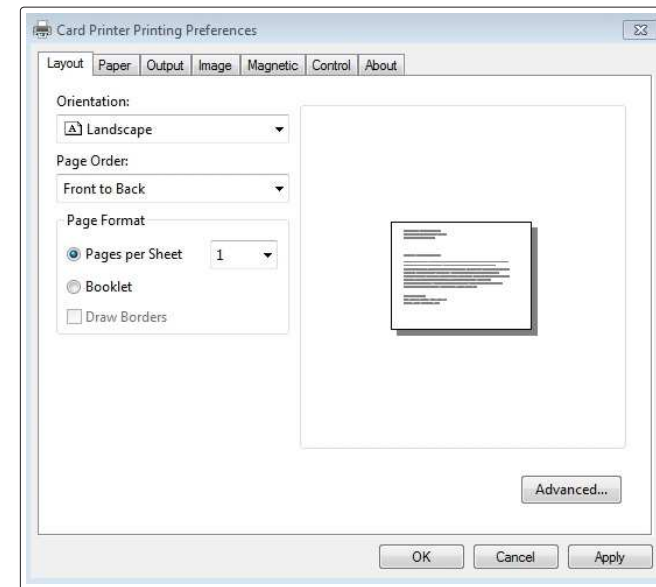 Card Printer Printing Preferences
Layout Paper Output Image Magnetic Control About
Orientation:
Landscape
Page Order:
Front to Back
Page Format
Pages per Sheet 1
Booklet
Draw Borders
Advanced...
OK Cancel Apply